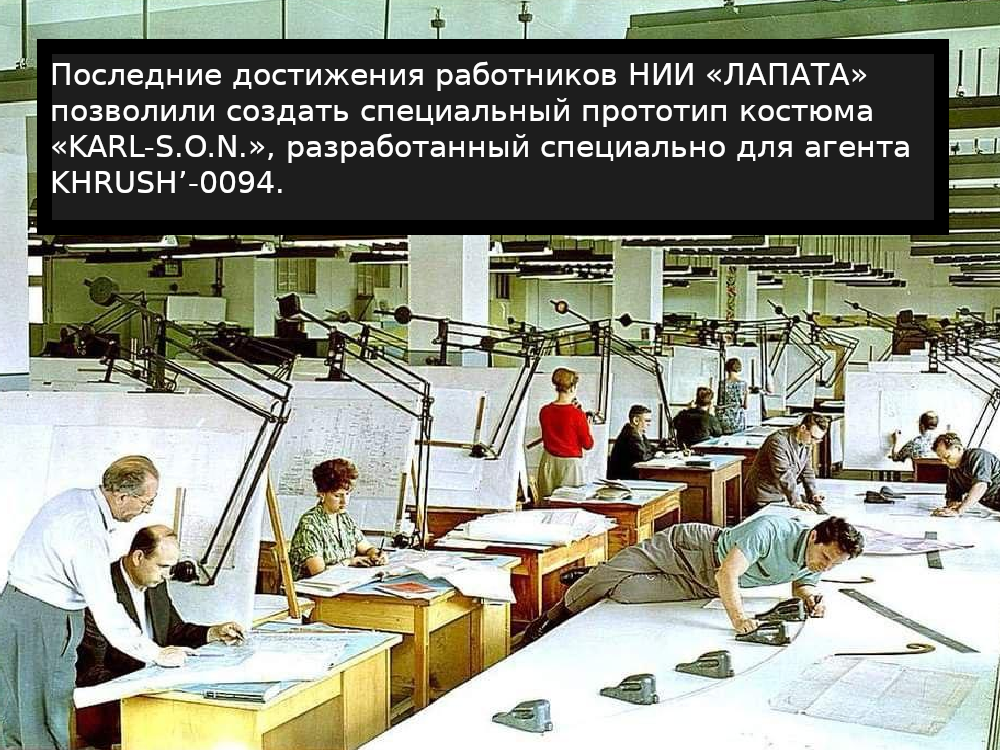 Последние достижения работников НИИ «ЛАПАТА»
позволили создать специальный прототип костюма
«KARL-S.O.N.», разработанный специально для агента
KHRUSH’-0094.